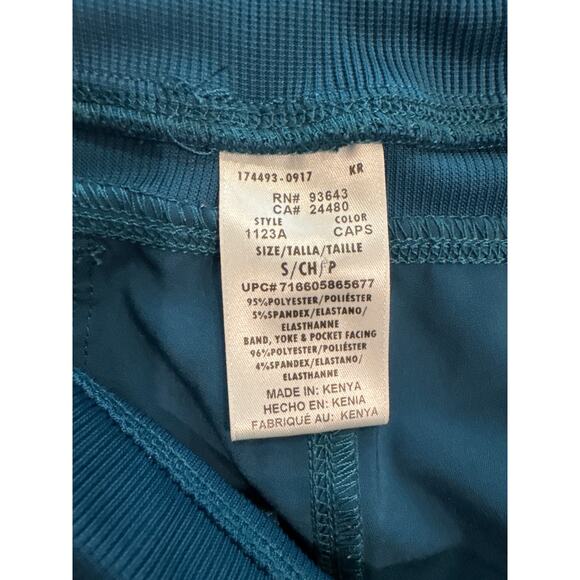 174493-0917 KR
RN# 93643
CA# 24480
STYLE COLOR
1123A CAPS
SIZE/TALLA/TAILLE
S/CH/P
UPC#716605865677
95%POLYESTER/POLIÉSTER
5%SPANDEX/ELASTANO/
ELASTHANNE
BAND, YOKE & POCKET FACING
96%POLYESTER/POLIÉSTER
4%SPANDEX/ELASTANO/
ELASTHANNE
MADE IN: KENYA
HECHO EN: KENIA
FABRIQUÉ AU: KENYA